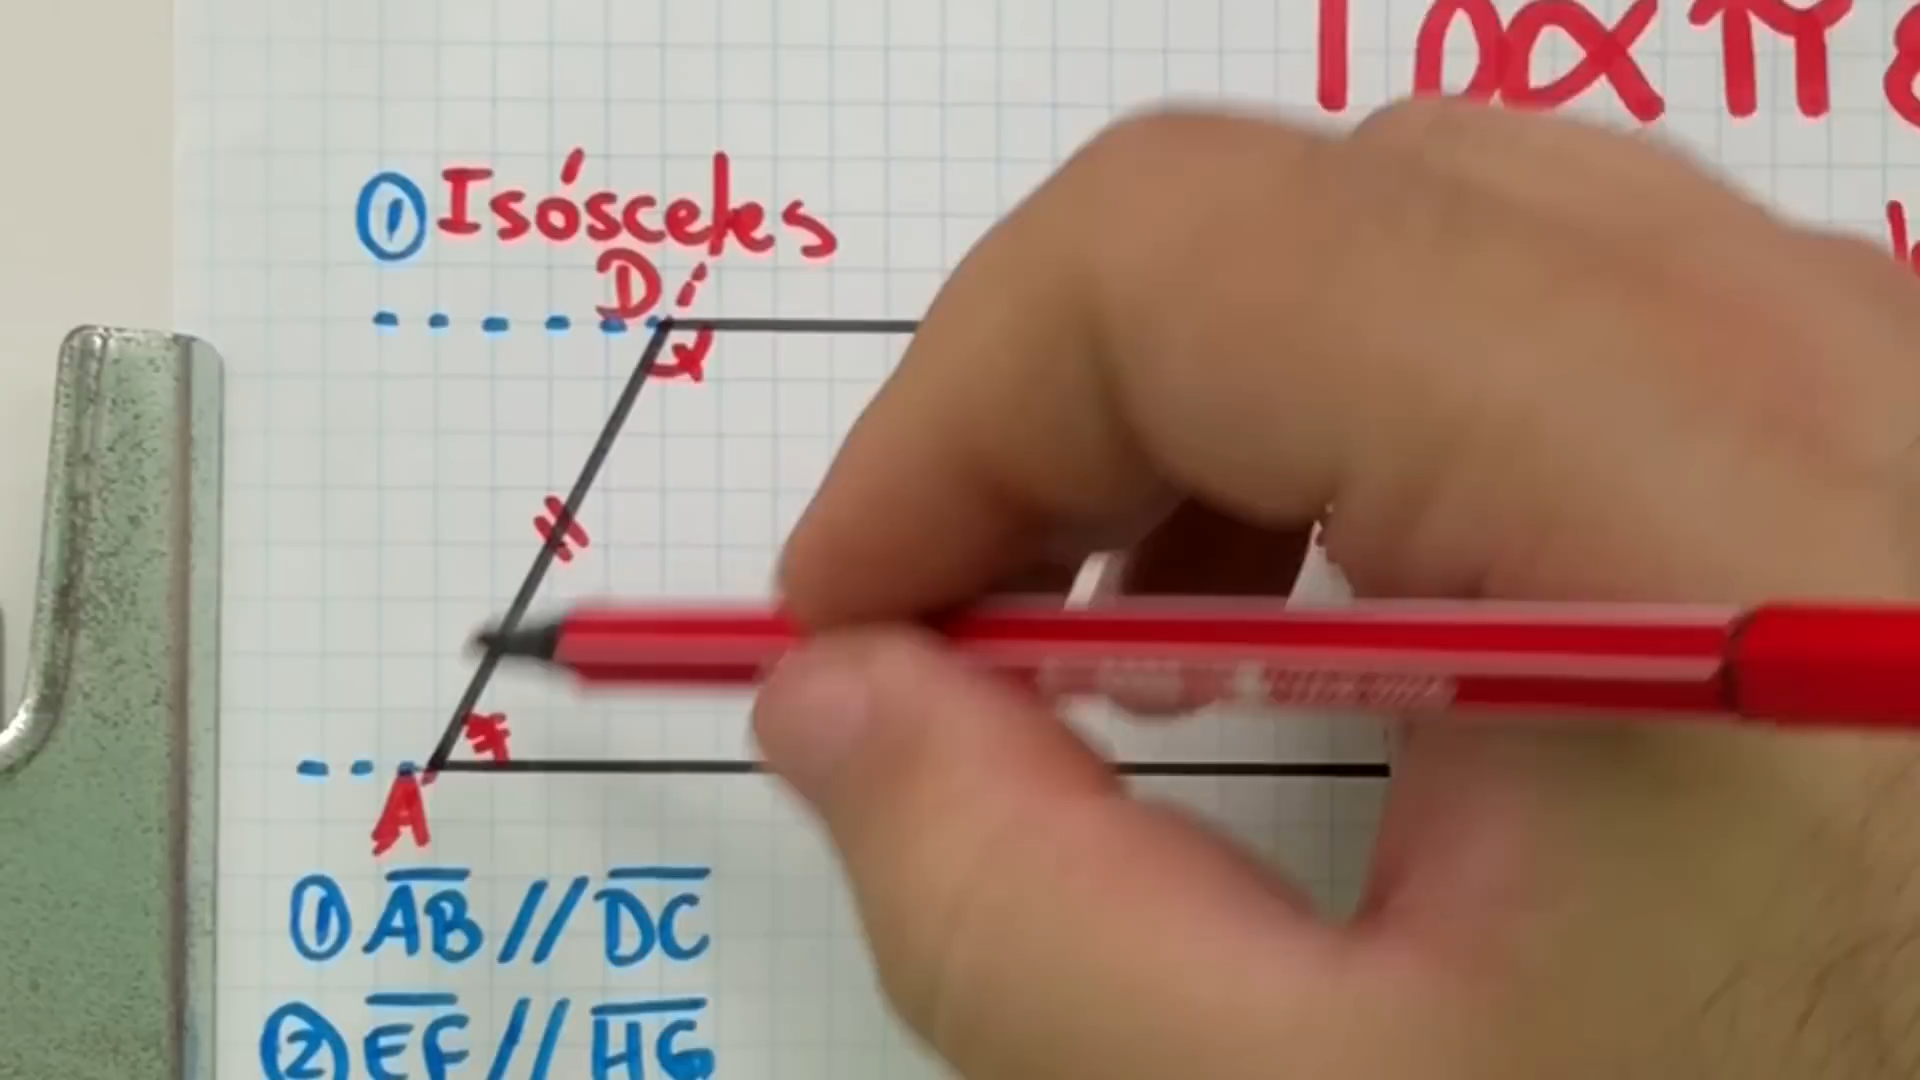 ① Isósceles
D
A
① AB // DC
② EF // HG